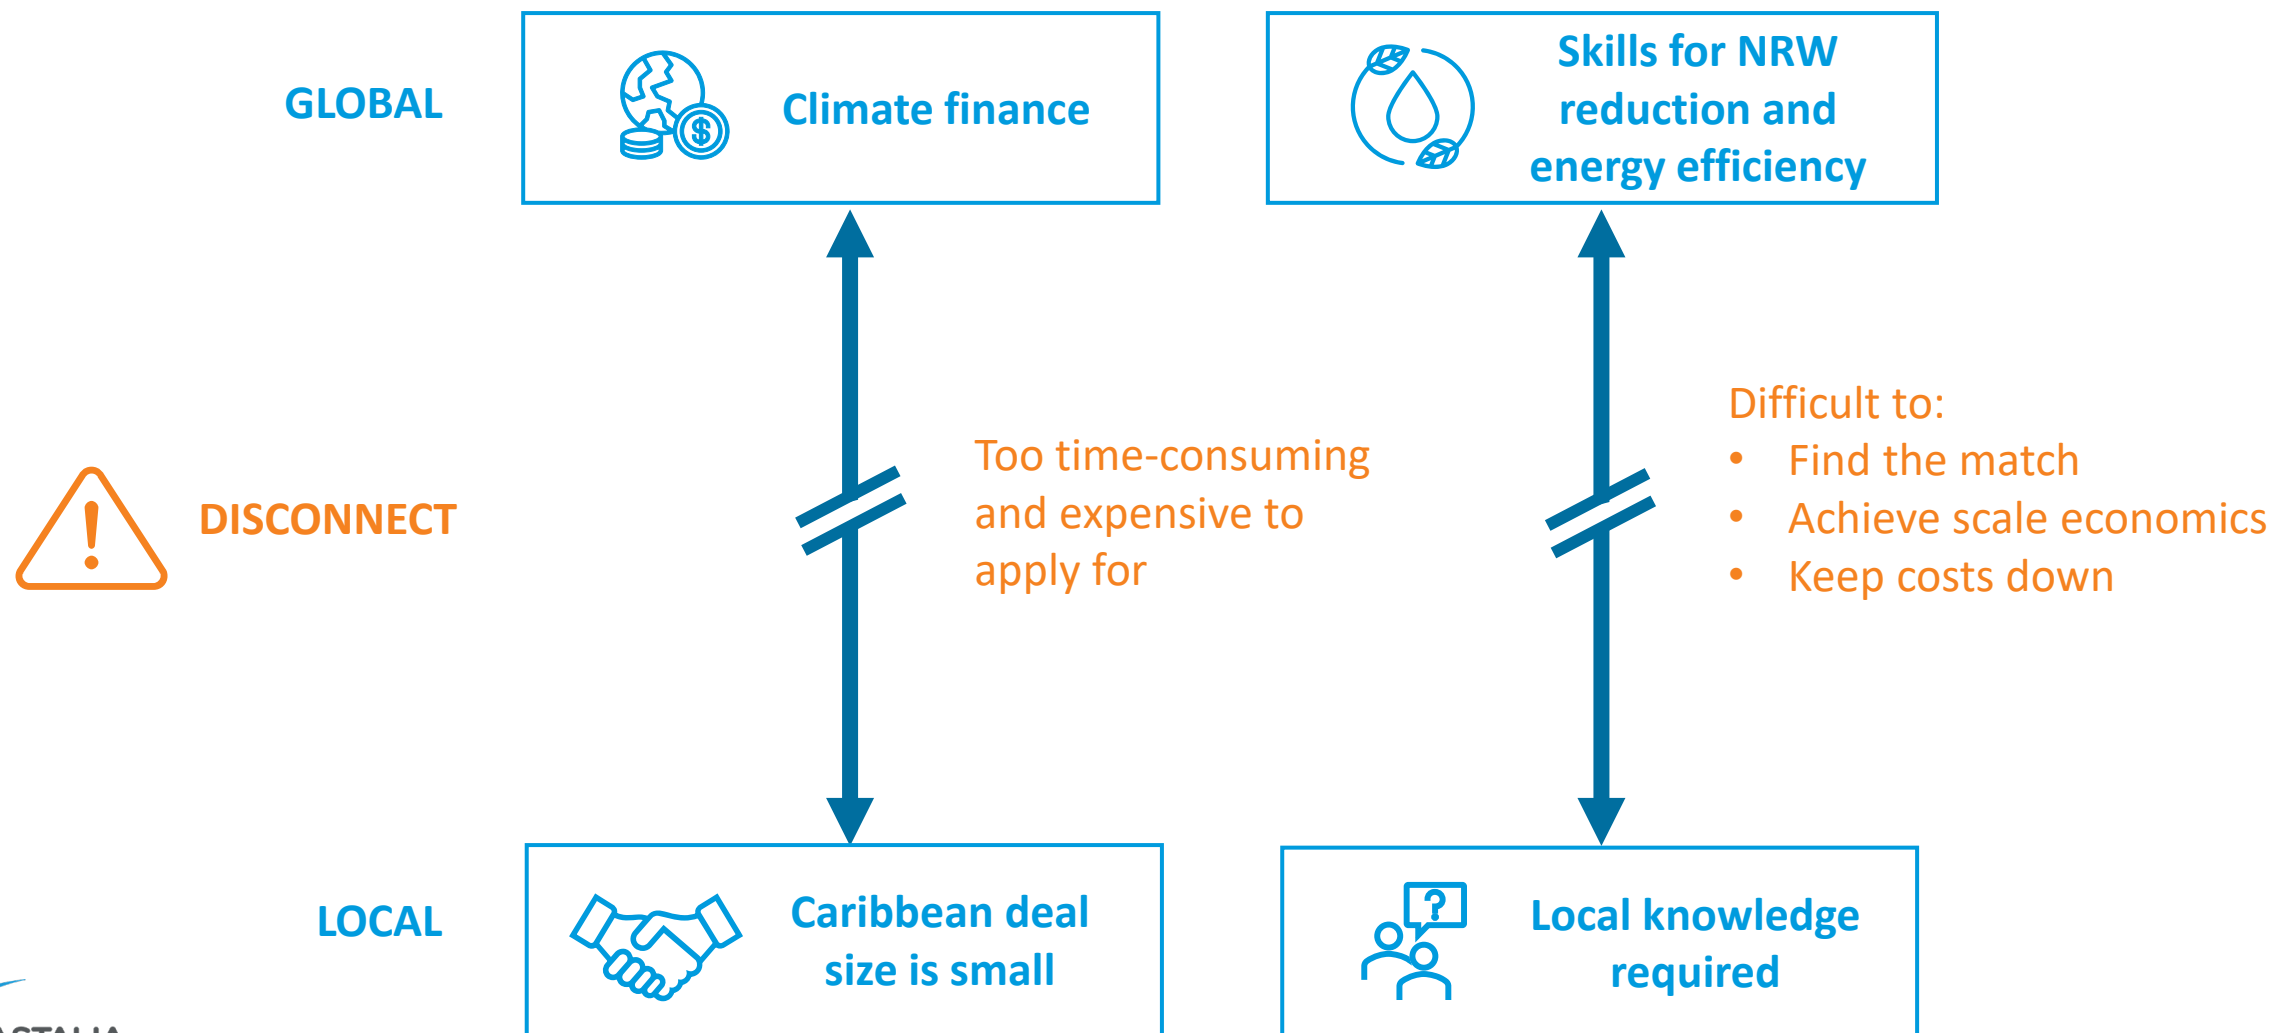 GLOBAL
Climate finance
Skills for NRW
reduction and
energy efficiency
DISCONNECT
Too time-consuming
and expensive to
apply for
Difficult to:
• Find the match
• Achieve scale economics
• Keep costs down
LOCAL
Caribbean deal
size is small
Local knowledge
required